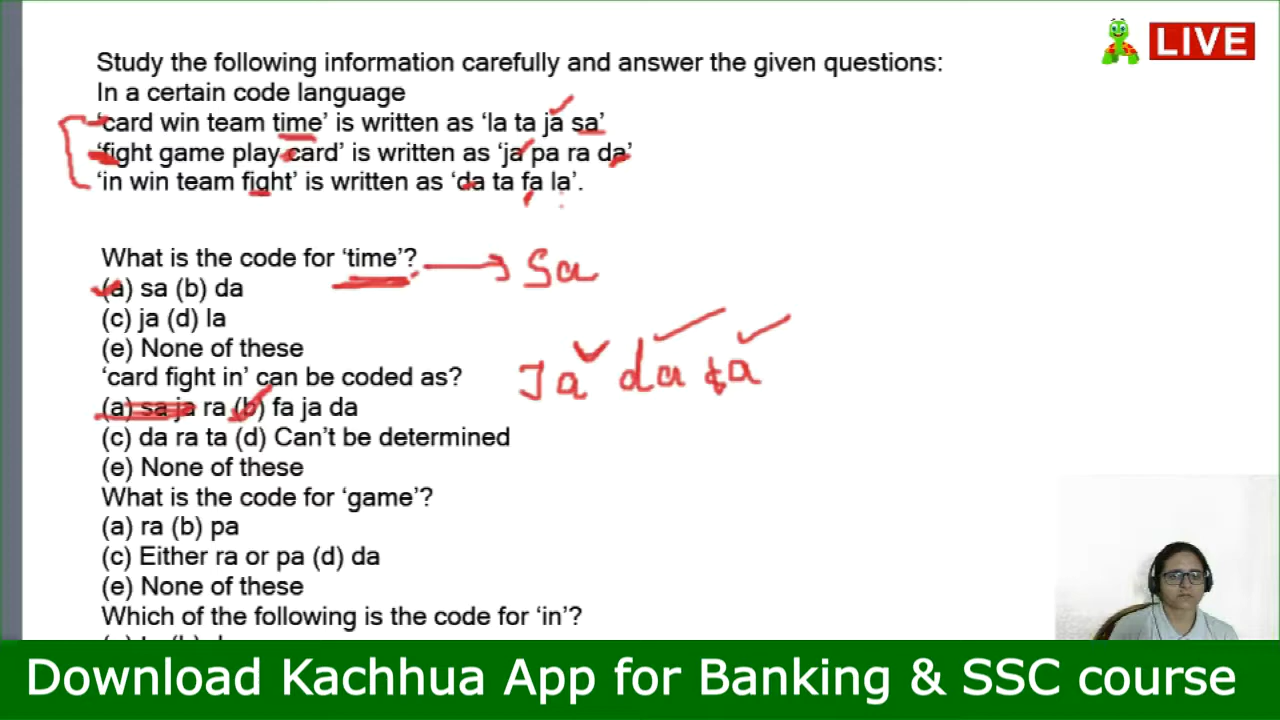 LIVE
Study the following information carefully and answer the given questions:
In a certain code language
‘card win team time’ is written as ‘la ta ja sa’
‘fight game play card’ is written as ‘ja pa ra da’
‘in win team fight’ is written as ‘da ta fa la’.
What is the code for ‘time’? sa
(a) sa (b) da
(c) ja (d) la
(e) None of these
‘card fight in’ can be coded as?
Ja da fa
(a) sa ja ra (b) fa ja da
(c) da ra ta (d) Can’t be determined
(e) None of these
What is the code for ‘game’?
(a) ra (b) pa
(c) Either ra or pa (d) da
(e) None of these
Which of the following is the code for ‘in’?
Download Kachhua App for Banking & SSC course